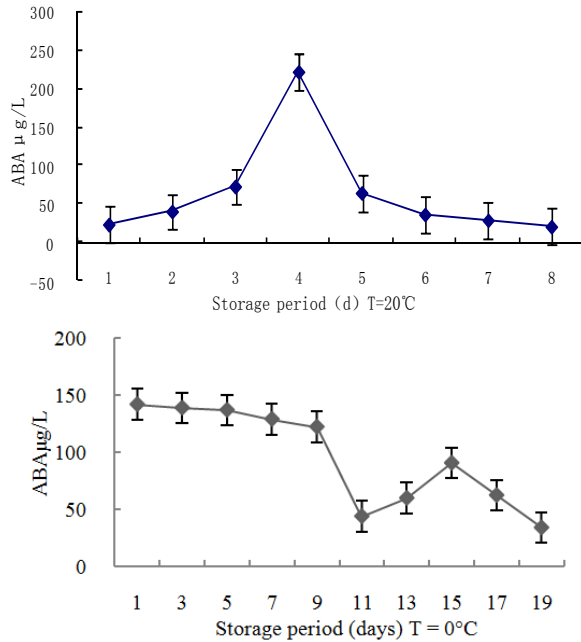 300
250
200
150
100
50
0
-50
ABA μg/L
1 2 3 4 5 6 7 8
Storage period (d) T=20℃
200
150
100
50
0
ABAμg/L
1 3 5 7 9 11 13 15 17 19
Storage period (days) T = 0°C